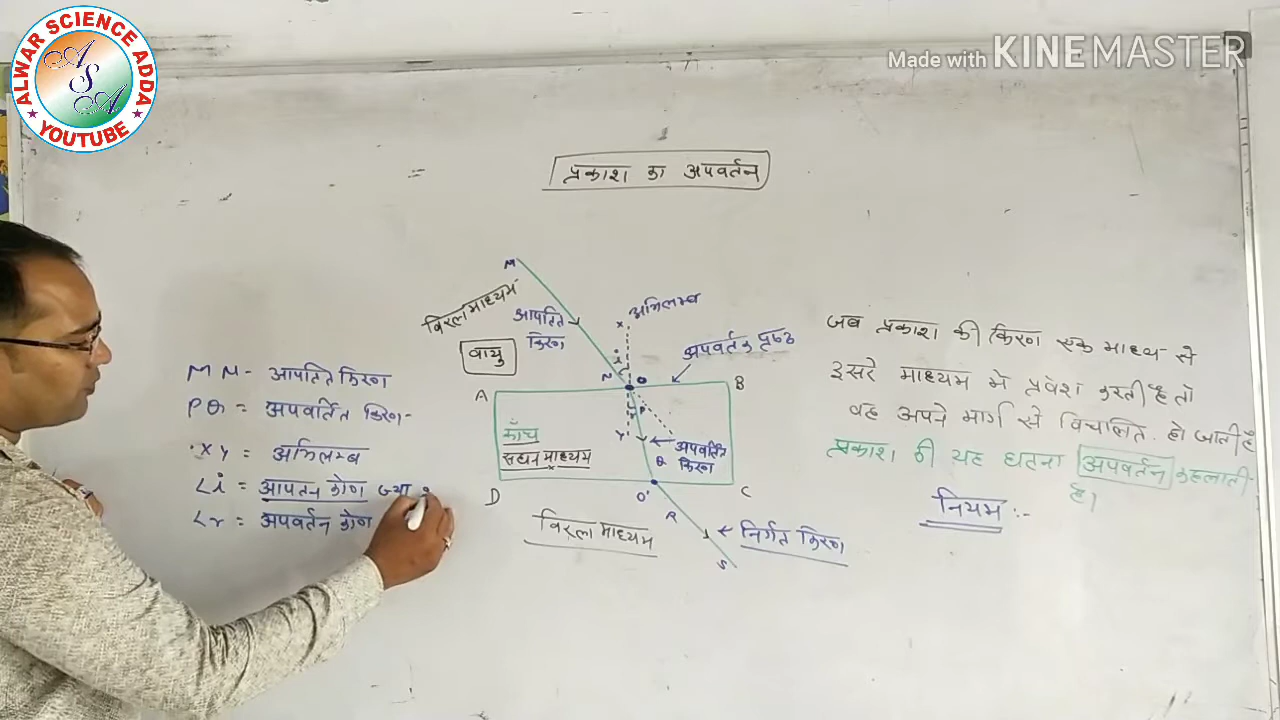 ALWAR SCIENCE ADDA
ASA
YOUTUBE
Made with KINEMASTER
प्रकाश का अपवर्तन
M
विरल माध्यम
आपतित
किरण
वायु
x
अभिलम्ब
i
अपवर्तक पृष्ठ
N
O
A
B
काँच
सघन माध्यम
P
r
Y
अपवर्तित
किरण
Q
D
O'
C
R
विरल माध्यम
निर्गत किरण
S
MN - आपतित किरण
PQ = अपवर्तित किरण-
XY = अभिलम्ब
∠i = आपतन कोण ज्या
∠r = अपवर्तन कोण
जब प्रकाश की किरण एक माध्य- से
दूसरे माध्यम में प्रवेश करती है तो
वह अपने मार्ग से विचलित. हो जाती है
प्रकाश की यह घटना अपवर्तन कहलाती-
है।
नियम :-